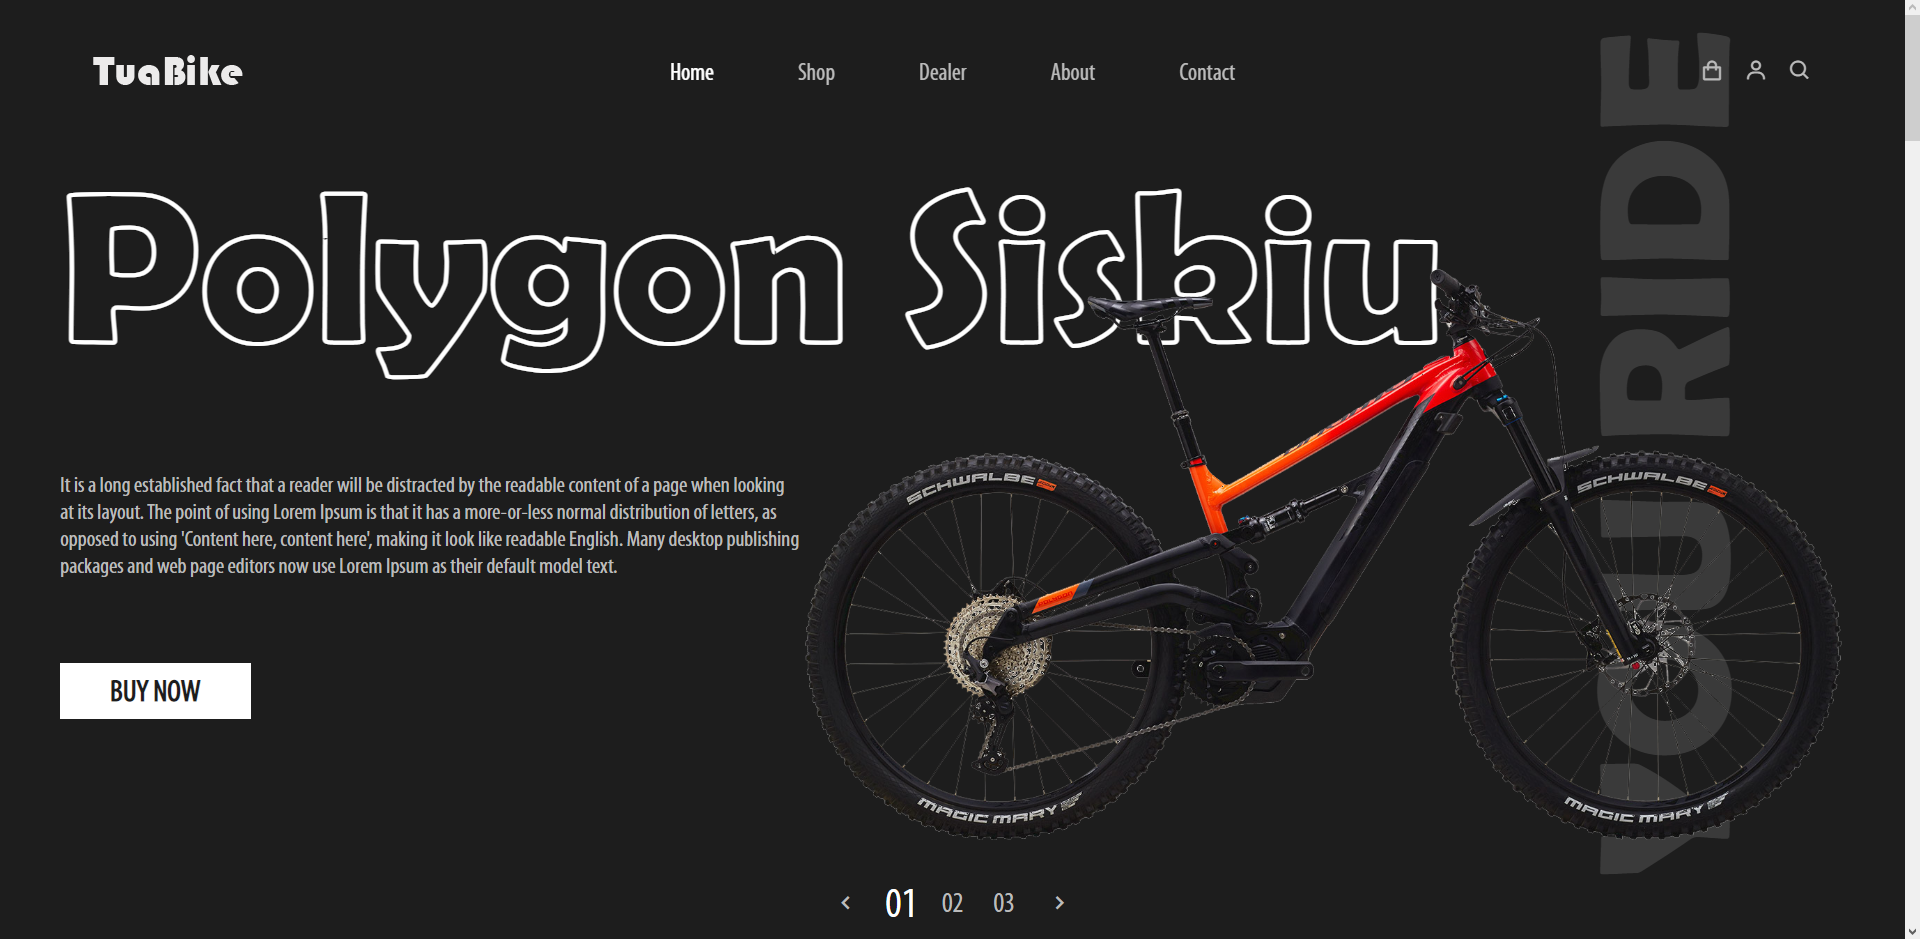 TuaBike
Home
Shop
Dealer
About
Contact
Polygon Siskiu
YOU RIDE
It is a long established fact that a reader will be distracted by the readable content of a page when looking
at its layout. The point of using Lorem Ipsum is that it has a more-or-less normal distribution of letters, as
opposed to using 'Content here, content here', making it look like readable English. Many desktop publishing
packages and web page editors now use Lorem Ipsum as their default model text.
BUY NOW
SCHWALBE
SCHWALBE
POLYGON
MAGIC MARY
MAGIC MARY
01
02
03